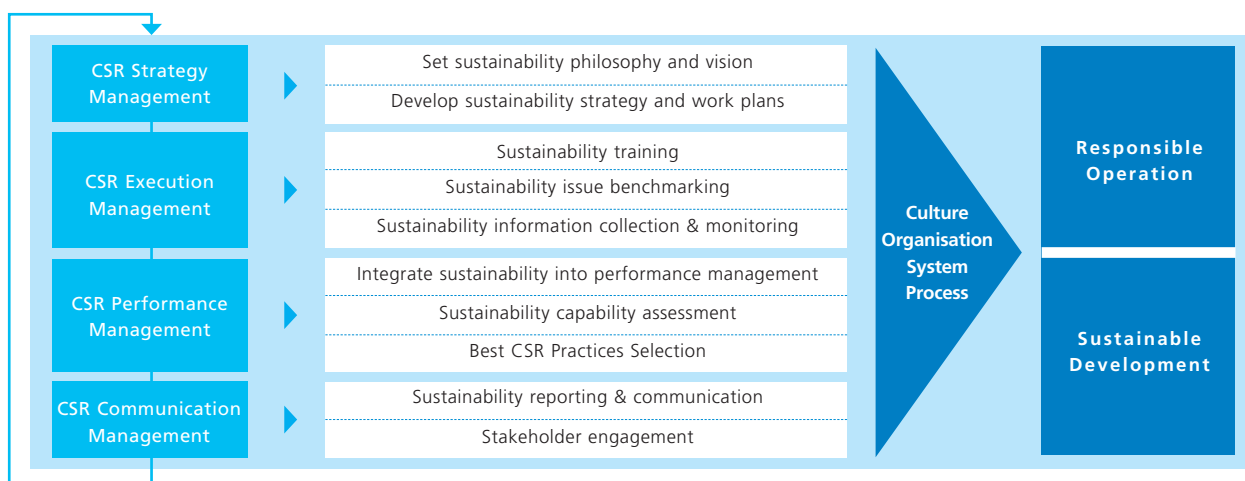 CSR Strategy
Management
Set sustainability philosophy and vision
Develop sustainability strategy and work plans
CSR Execution
Management
Sustainability training
Sustainability issue benchmarking
Sustainability information collection & monitoring
CSR Performance
Management
Integrate sustainability into performance management
Sustainability capability assessment
Best CSR Practices Selection
CSR Communication
Management
Sustainability reporting & communication
Stakeholder engagement
Culture
Organisation
System
Process
Responsible
Operation
Sustainable
Development